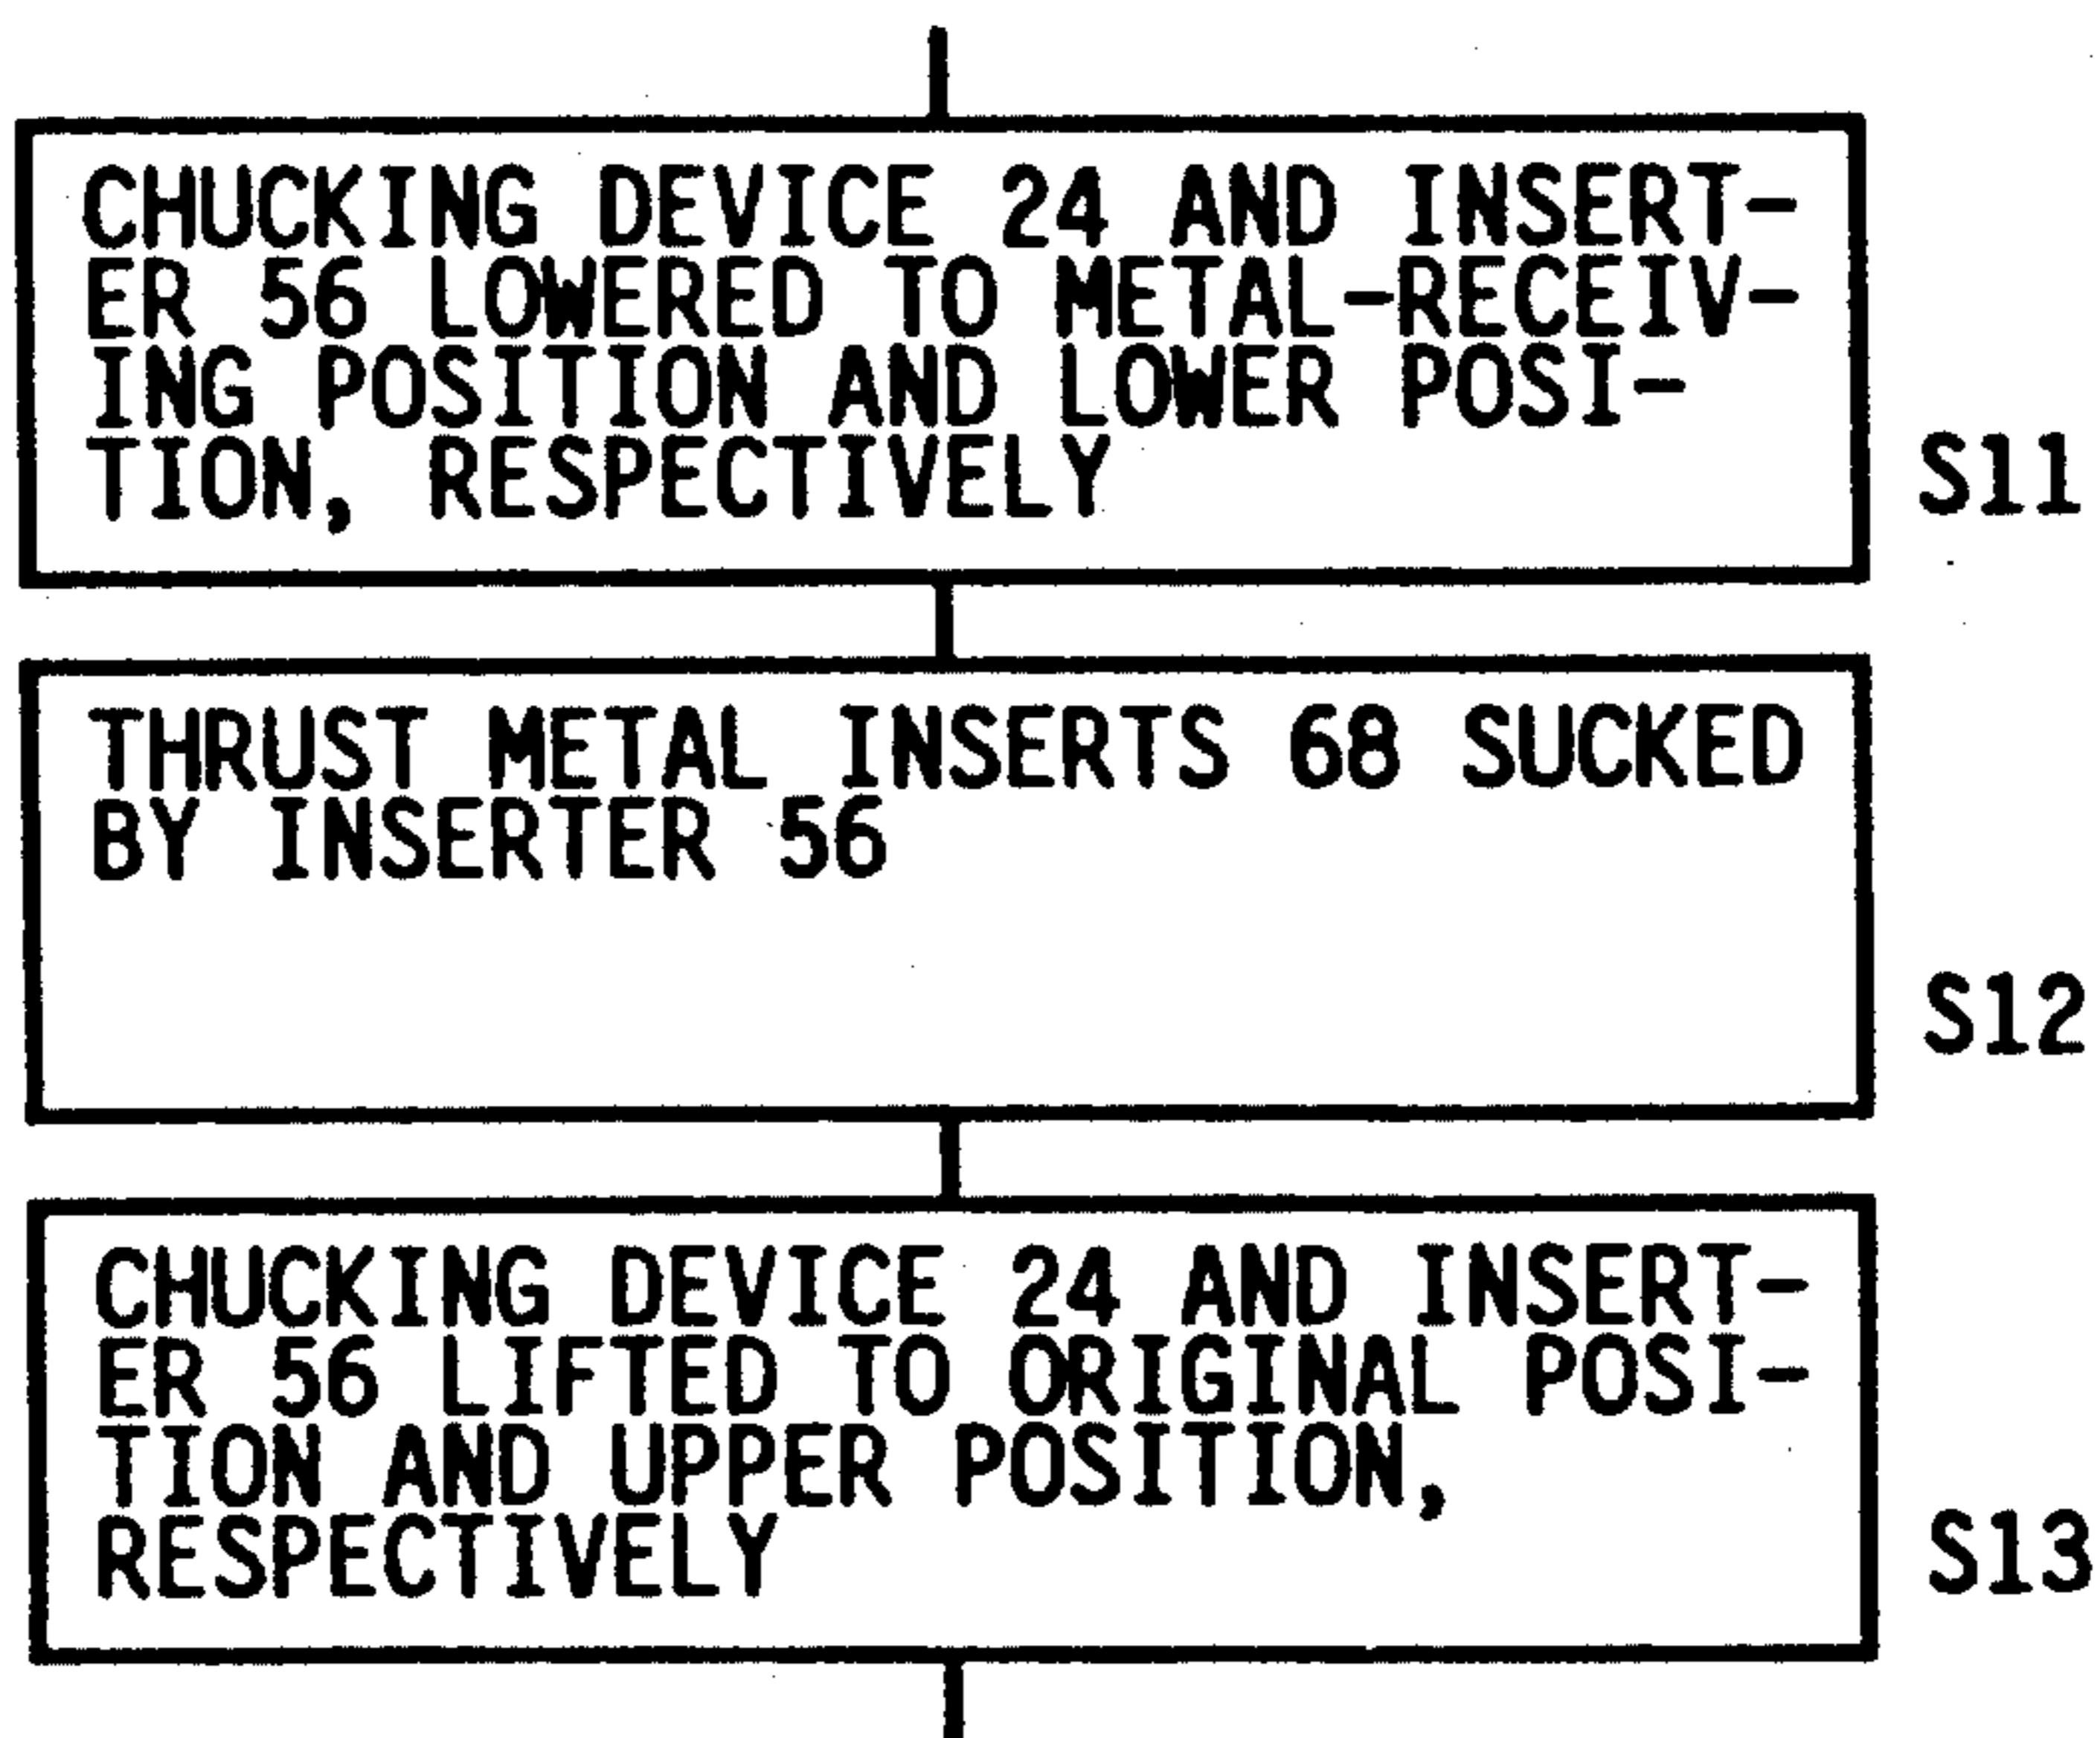 CHUCKING DEVICE 24 AND INSERT-
ER 56 LOWERED TO METAL-RECEIV-
ING POSITION AND LOWER POSI-
TION, RESPECTIVELY
S11
THRUST METAL INSERTS 68 SUCKED
BY INSERTER 56
S12
CHUCKING DEVICE 24 AND INSERT-
ER 56 LIFTED TO ORIGINAL POSI-
TION AND UPPER POSITION,
RESPECTIVELY
S13